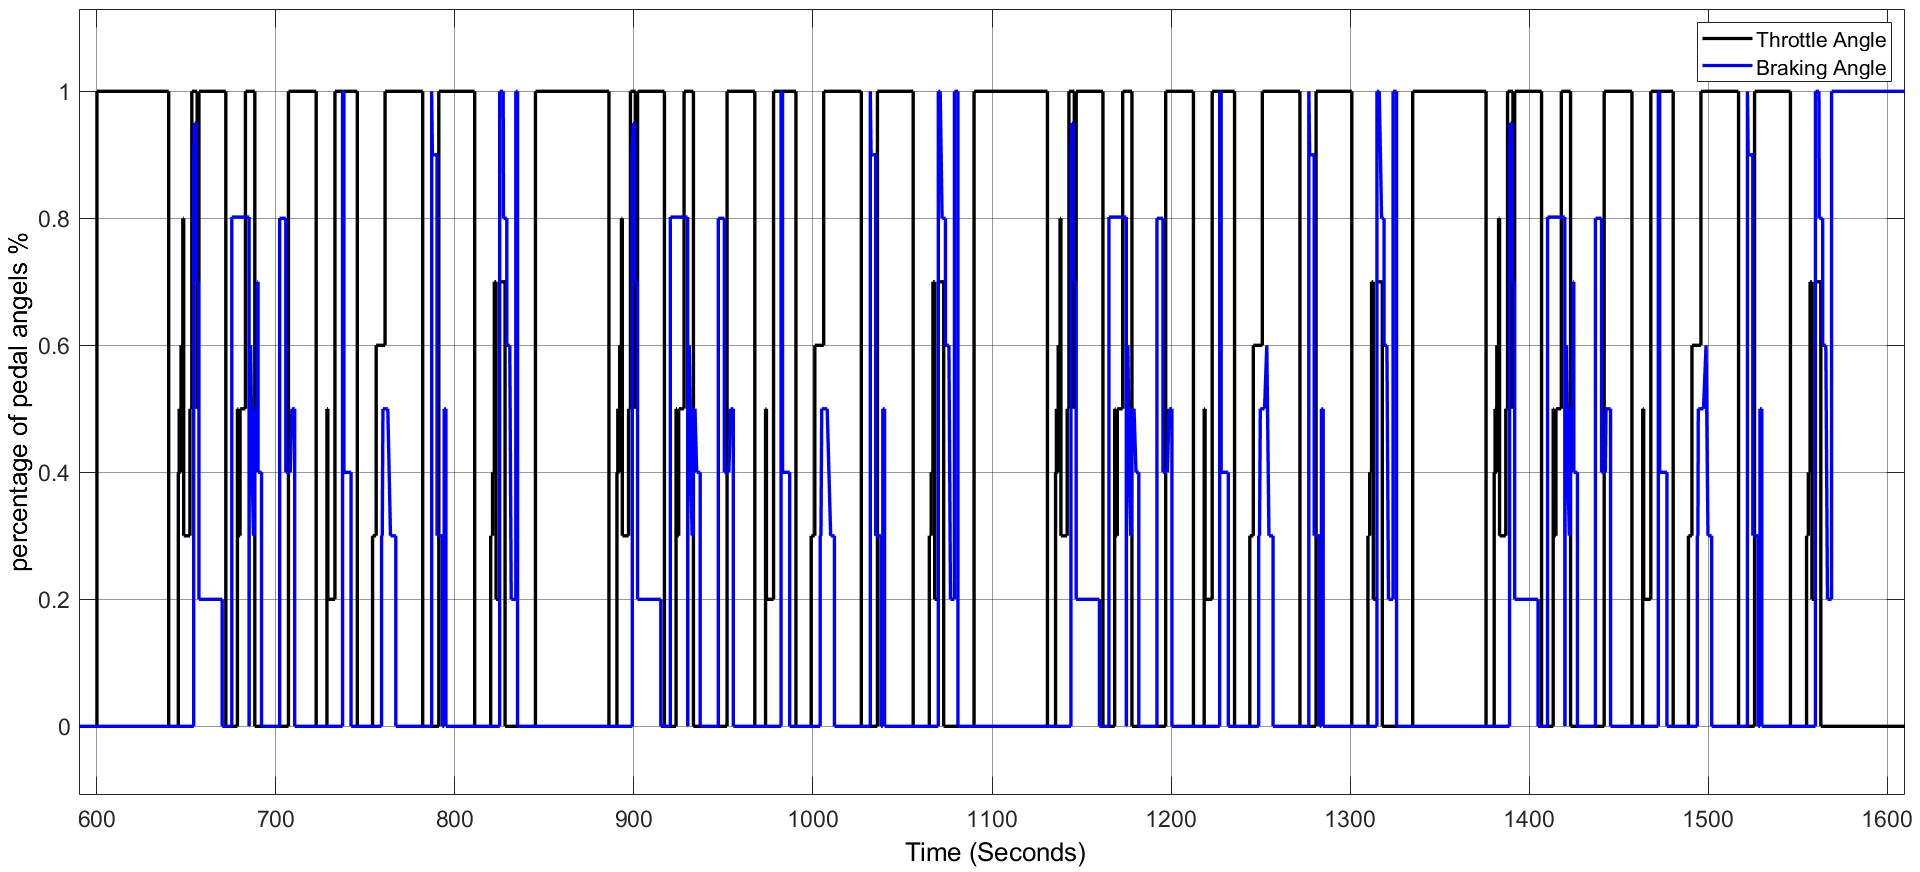 Throttle Angle
Braking Angle
percentage of pedal angels %
1
0.8
0.6
0.4
0.2
0
600 700 800 900 1000 1100 1200 1300 1400 1500 1600
Time (Seconds)